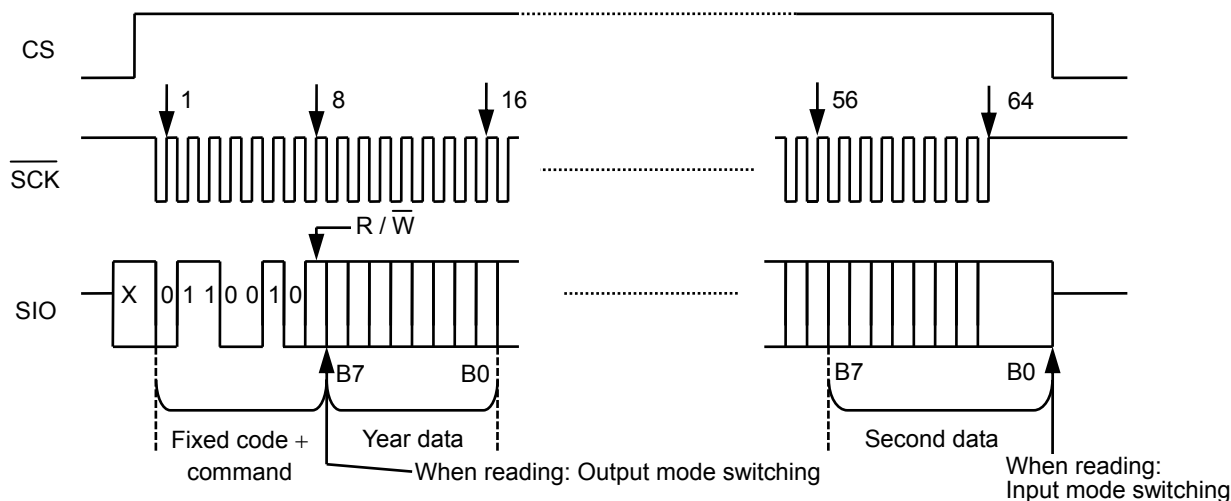 CS
1 8 16 56 64
SCK
R / W
X 0 1 1 0 0 1 0
SIO
B7 B0 B7 B0
Fixed code +
command
Year data
Second data
When reading: Output mode switching
When reading:
Input mode switching